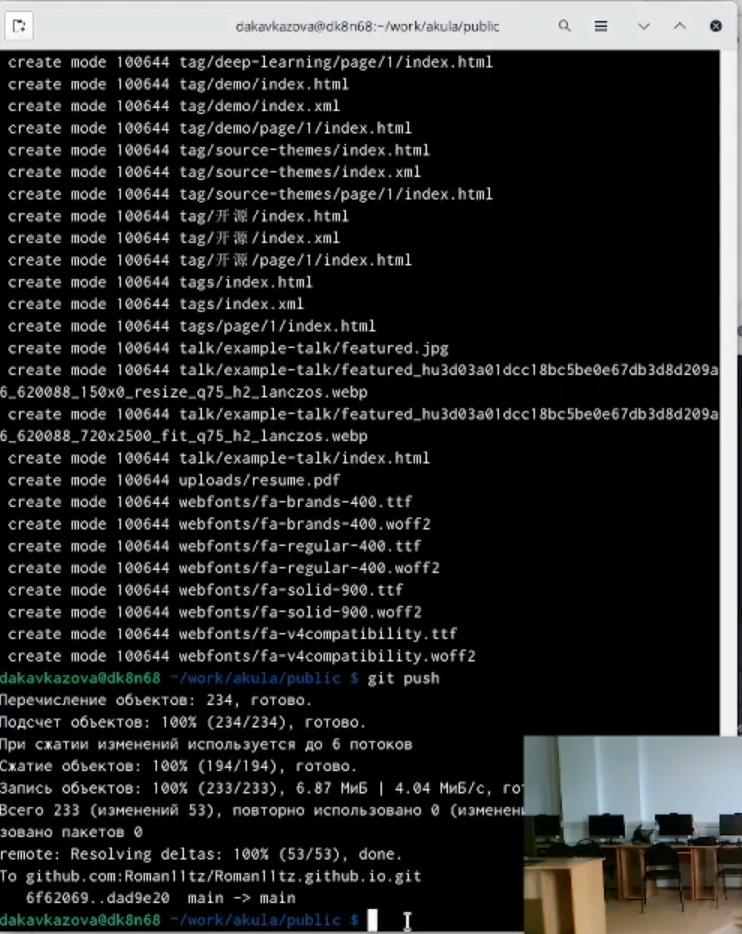 dakavkazova@dk8n68:~/work/akula/public
create mode 100644 tag/deep-learning/page/1/index.html
create mode 100644 tag/demo/index.html
create mode 100644 tag/demo/index.xml
create mode 100644 tag/demo/page/1/index.html
create mode 100644 tag/source-themes/index.html
create mode 100644 tag/source-themes/index.xml
create mode 100644 tag/source-themes/page/1/index.html
create mode 100644 tag/开源/index.html
create mode 100644 tag/开源/index.xml
create mode 100644 tag/开源/page/1/index.html
create mode 100644 tags/index.html
create mode 100644 tags/index.xml
create mode 100644 tags/page/1/index.html
create mode 100644 talk/example-talk/featured.jpg
create mode 100644 talk/example-talk/featured_hu3d03a01dcc18bc5be0e67db3d8d209a
6_620088_150x0_resize_q75_h2_lanczos.webp
create mode 100644 talk/example-talk/featured_hu3d03a01dcc18bc5be0e67db3d8d209a
6_620088_720x2500_fit_q75_h2_lanczos.webp
create mode 100644 talk/example-talk/index.html
create mode 100644 uploads/resume.pdf
create mode 100644 webfonts/fa-brands-400.ttf
create mode 100644 webfonts/fa-brands-400.woff2
create mode 100644 webfonts/fa-regular-400.ttf
create mode 100644 webfonts/fa-regular-400.woff2
create mode 100644 webfonts/fa-solid-900.ttf
create mode 100644 webfonts/fa-solid-900.woff2
create mode 100644 webfonts/fa-v4compatibility.ttf
create mode 100644 webfonts/fa-v4compatibility.woff2
dakavkazova@dk8n68 ~/work/akula/public $ git push
Перечисление объектов: 234, готово.
Подсчет объектов: 100% (234/234), готово.
При сжатии изменений используется до 6 потоков
Сжатие объектов: 100% (194/194), готово.
Запись объектов: 100% (233/233), 6.87 МиБ | 4.04 МиБ/с, гот
Всего 233 (изменений 53), повторно использовано 0 (изменен
зовано пакетов 0
remote: Resolving deltas: 100% (53/53), done.
To github.com:Roman11tz/Roman11tz.github.io.git
6f62069..dad9e20 main -> main
dakavkazova@dk8n68 ~/work/akula/public $